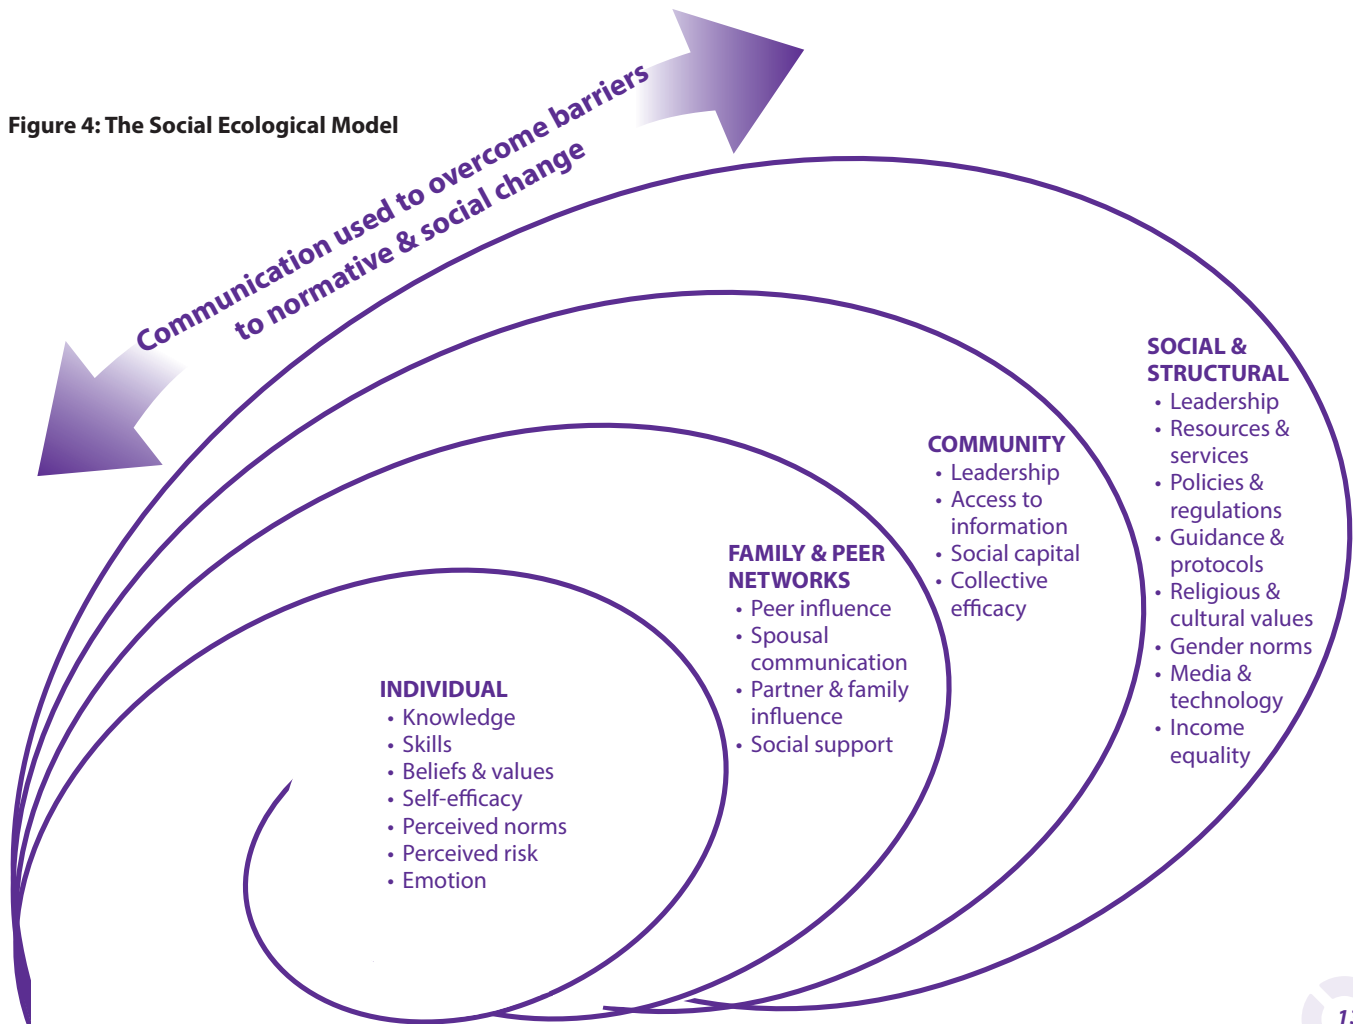 Figure 4: The Social Ecological Model
Communication used to overcome barriers
to normative & social change
INDIVIDUAL
• Knowledge
• Skills
• Beliefs & values
• Self-efficacy
• Perceived norms
• Perceived risk
• Emotion
FAMILY & PEER
NETWORKS
• Peer influence
• Spousal
communication
• Partner & family
influence
• Social support
COMMUNITY
• Leadership
• Access to
information
• Social capital
• Collective
efficacy
SOCIAL &
STRUCTURAL
• Leadership
• Resources &
services
• Policies &
regulations
• Guidance &
protocols
• Religious &
cultural values
• Gender norms
• Media &
technology
• Income
equality